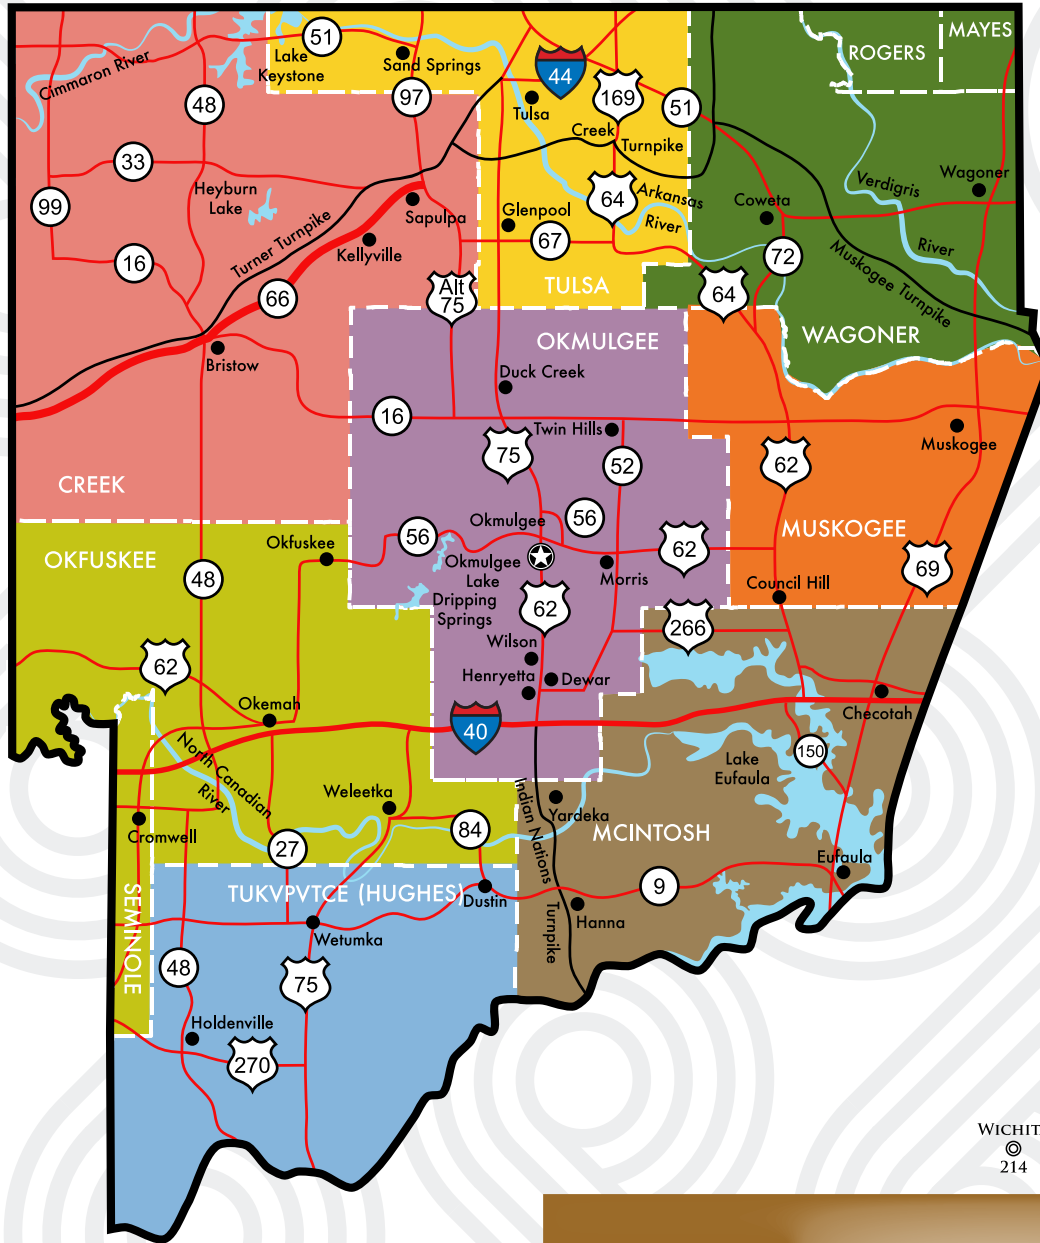 MAYES
51
ROGERS
Lake
Keystone
Sand Springs
Cimmaron River
44
97
48
Tulsa
169
51
Creek
Turnpike
33
Heyburn
Lake
99
Sapulpa
64
Arkansas
River
Verdigris
River
Wagoner
Coweta
Glenpool
67
Kellyville
Turner Turnpike
16
72
Muskogee Turnpike
66
Alt
75
TULSA
64
WAGONER
OKMULGEE
Bristow
Duck Creek
16
Twin Hills
75
52
62
Muskogee
CREEK
Okmulgee
56
56
MUSKOGEE
OKFUSKEE
Okfuskee
62
Okmulgee
Lake
Morris
69
48
Council Hill
Dripping
Springs
62
266
Wilson
62
Henryetta
Dewar
Checotah
Okemah
40
150
North Canadian
River
Lake
Eufaula
Indian Nations
Turnpike
Weleetka
Yardeka
Cromwell
84
MCINTOSH
27
Eufaula
SEMINOLE
TUKVPVTCE (HUGHES)
Dustin
9
Hanna
Wetumka
48
75
Holdenville
270
WICHIT
214